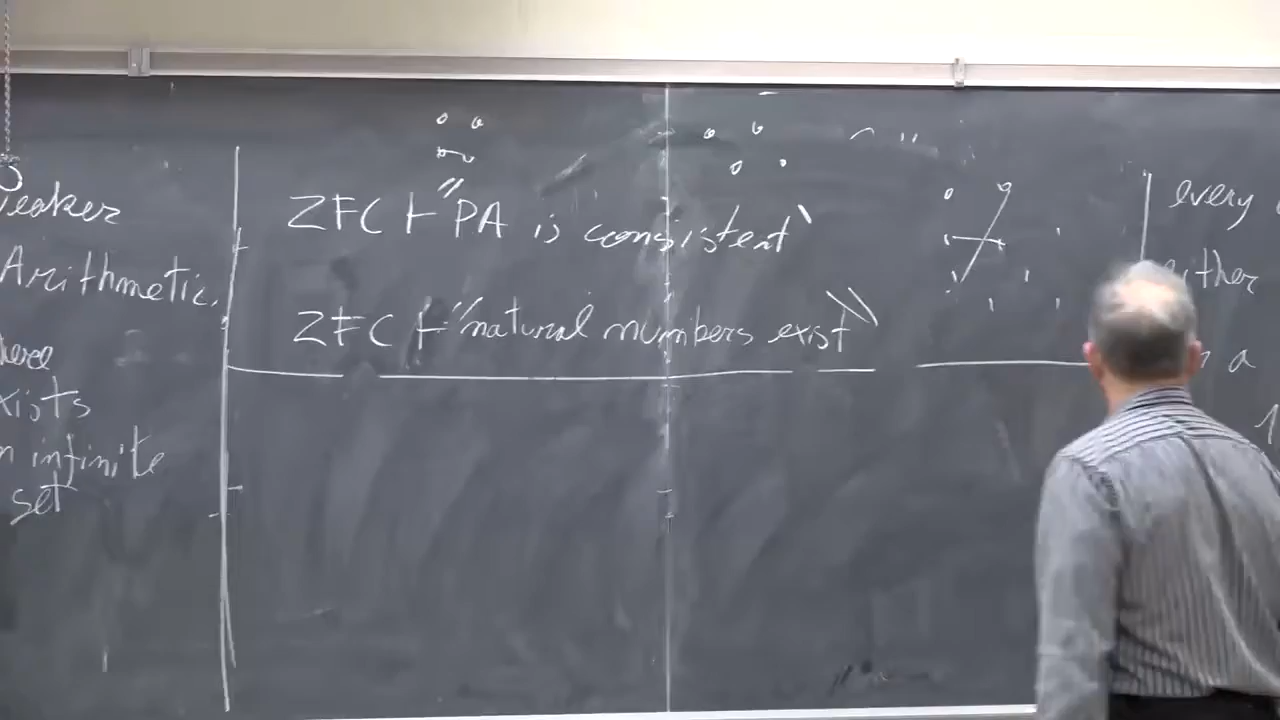 Weaker
Arithmetic.
there
exists
an infinite
set
ZFC ⊢ "PA is consistent"
ZFC ⊢ "natural numbers exist"
every
either
a